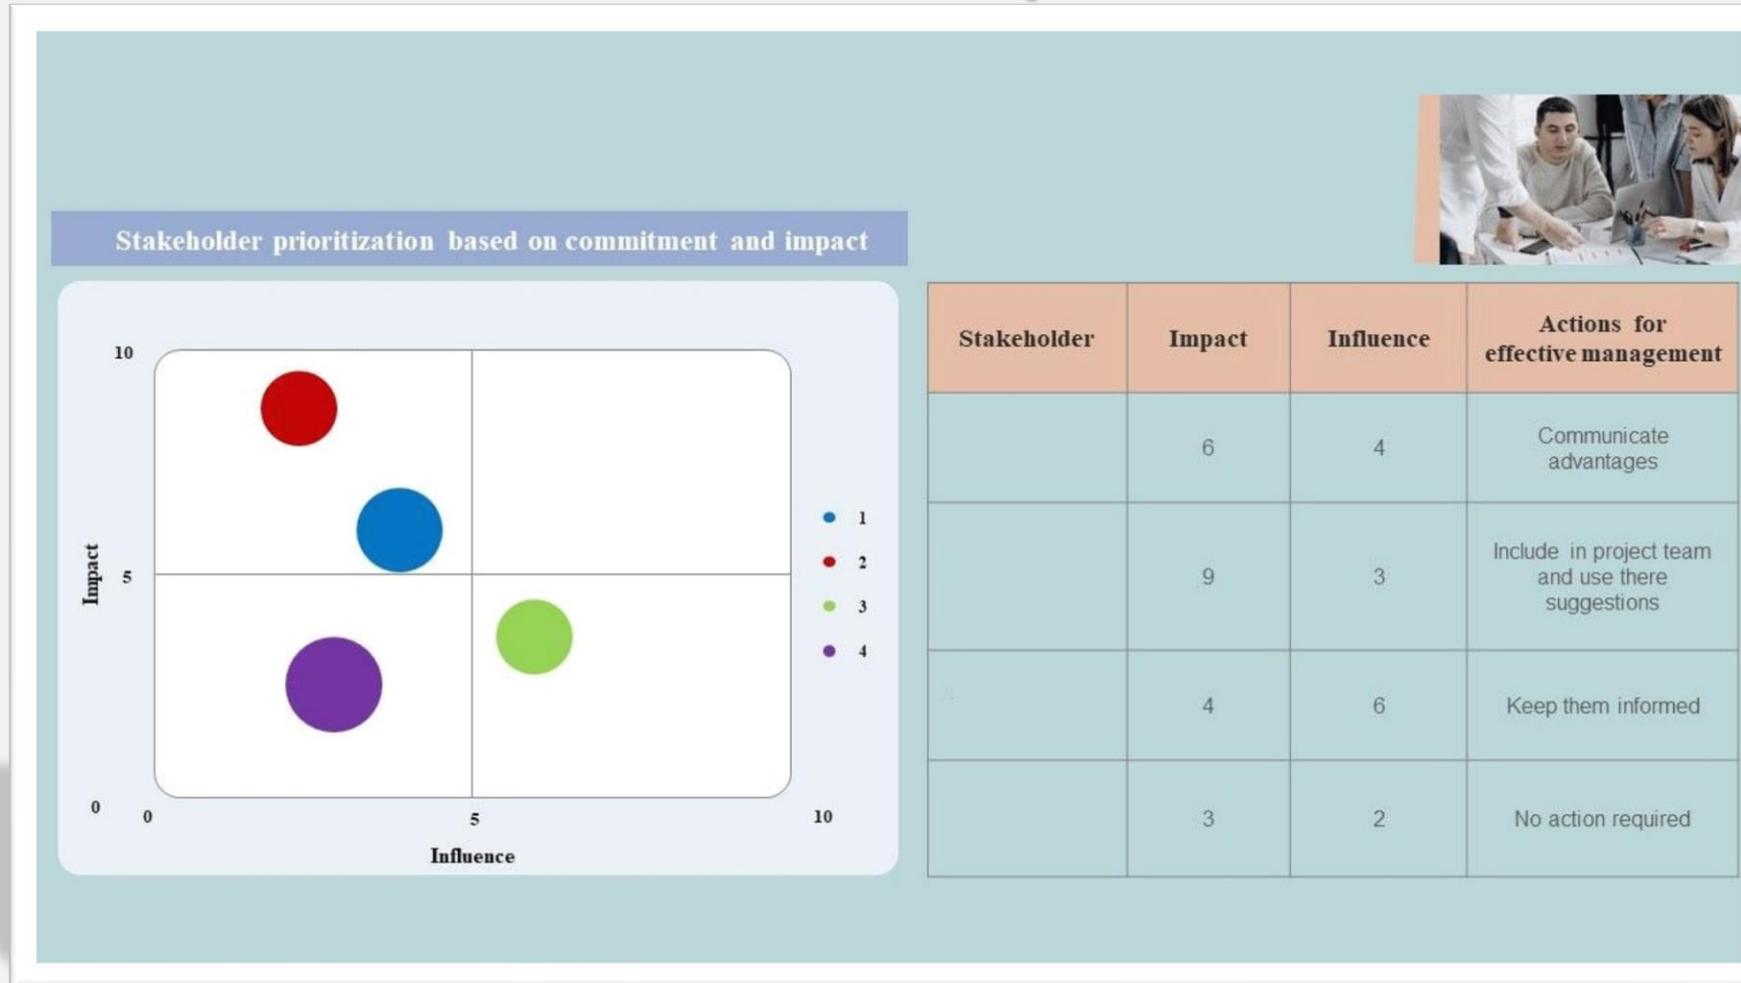 Stakeholder prioritization based on commitment and impact
10
5
0
Impact
0
5
10
Influence
1
2
3
4
Stakeholder
Impact
Influence
Actions for
effective management
6
4
Communicate
advantages
9
3
Include in project team
and use there
suggestions
4
6
Keep them informed
3
2
No action required